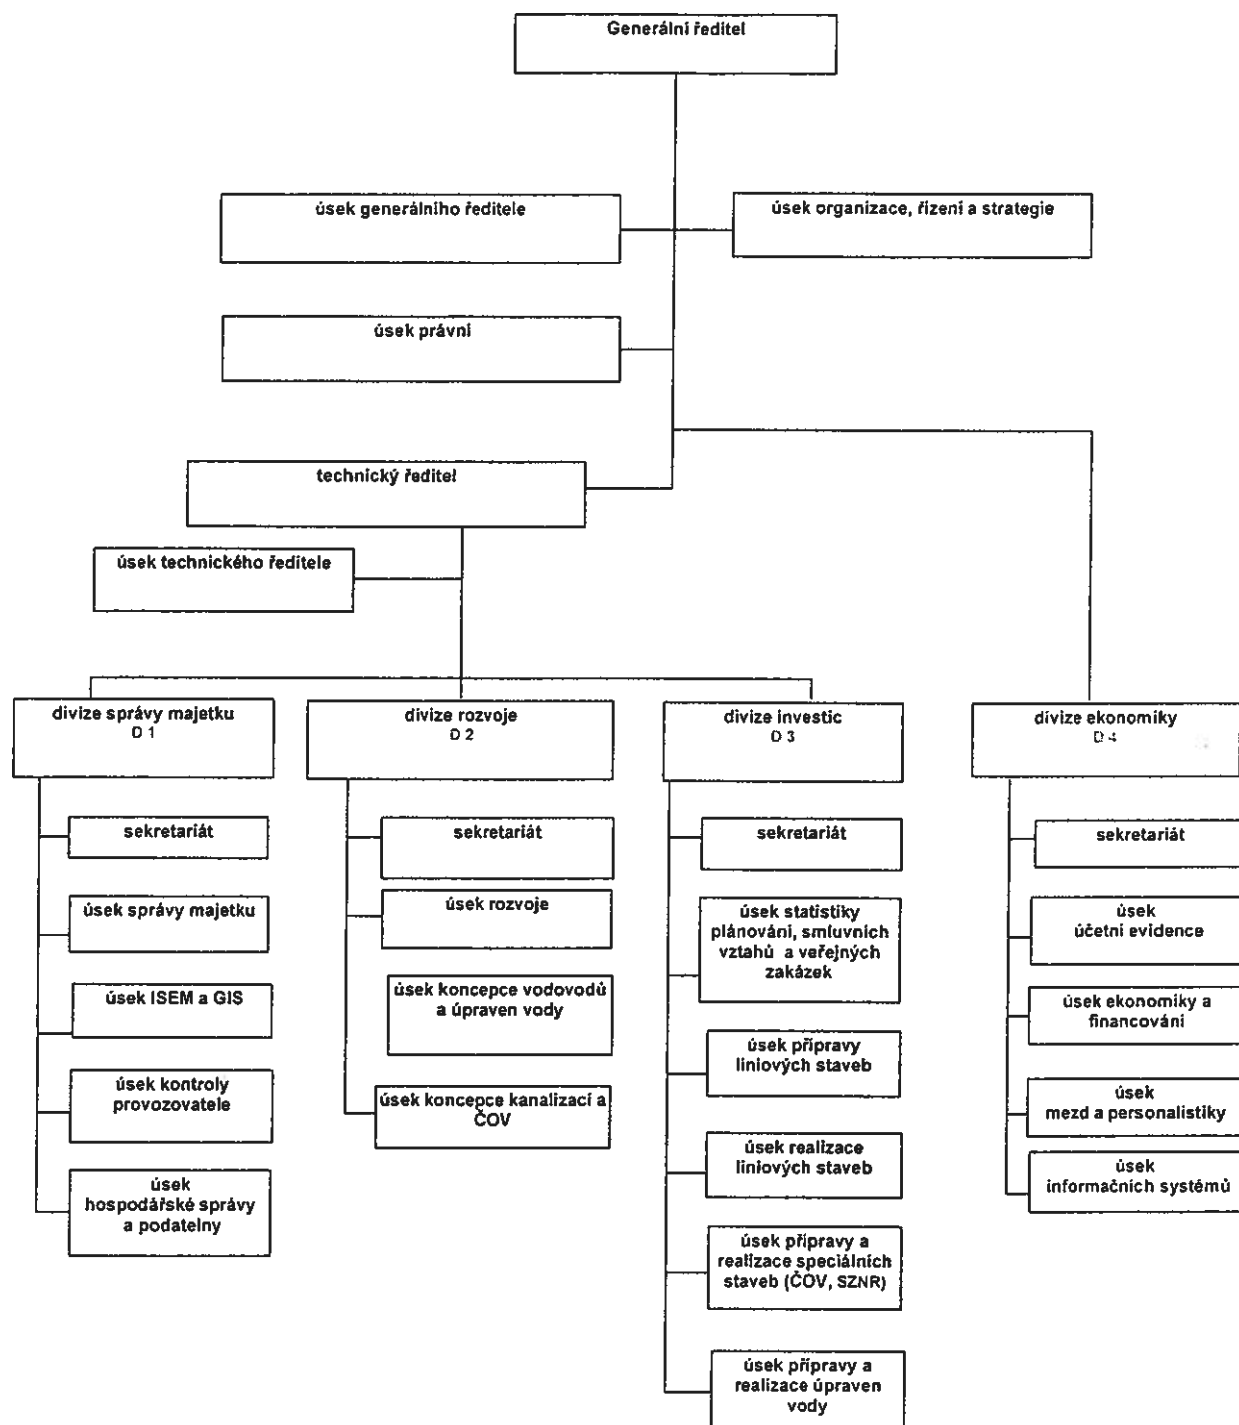 Generální ředitel
úsek generálního ředitele
úsek organizace, řízení a strategie
úsek právní
technický ředitel
úsek technického ředitele
divize správy majetku
D 1
divize rozvoje
D 2
divize investic
D 3
divize ekonomiky
D 4
sekretariát
úsek správy majetku
úsek ISEM a GIS
úsek kontroly
provozovatele
úsek
hospodářské správy
a podatelny
sekretariát
úsek rozvoje
úsek koncepce vodovodů
a úpraven vody
úsek koncepce kanalizací a
ČOV
sekretariát
úsek statistiky
plánování, smluvních
vztahů a veřejných
zakázek
úsek přípravy
liniových staveb
úsek realizace
liniových staveb
úsek přípravy a
realizace speciálních
staveb (ČOV, SZNR)
úsek přípravy a
realizace úpraven
vody
sekretariát
úsek
účetní evidence
úsek ekonomiky a
financování
úsek
mezd a personalistiky
úsek
informačních systémů